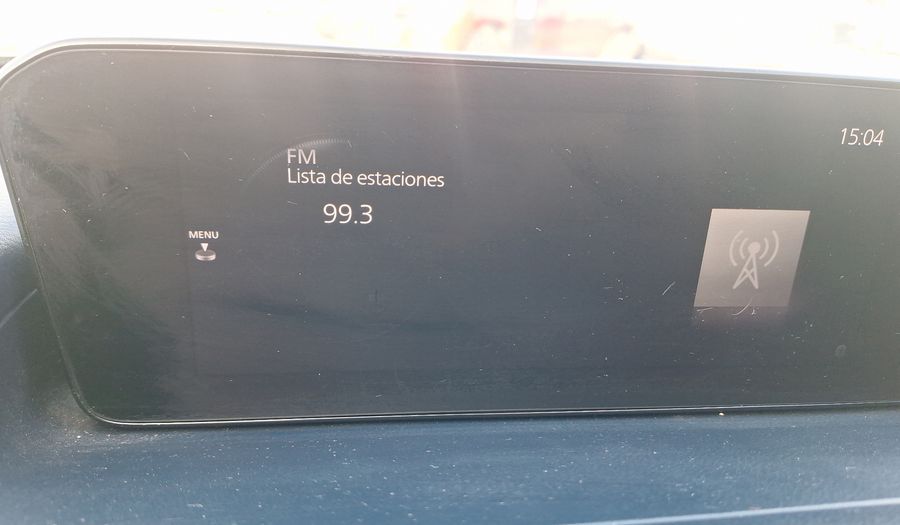 15:04
FM
Lista de estaciones
99.3
MENU